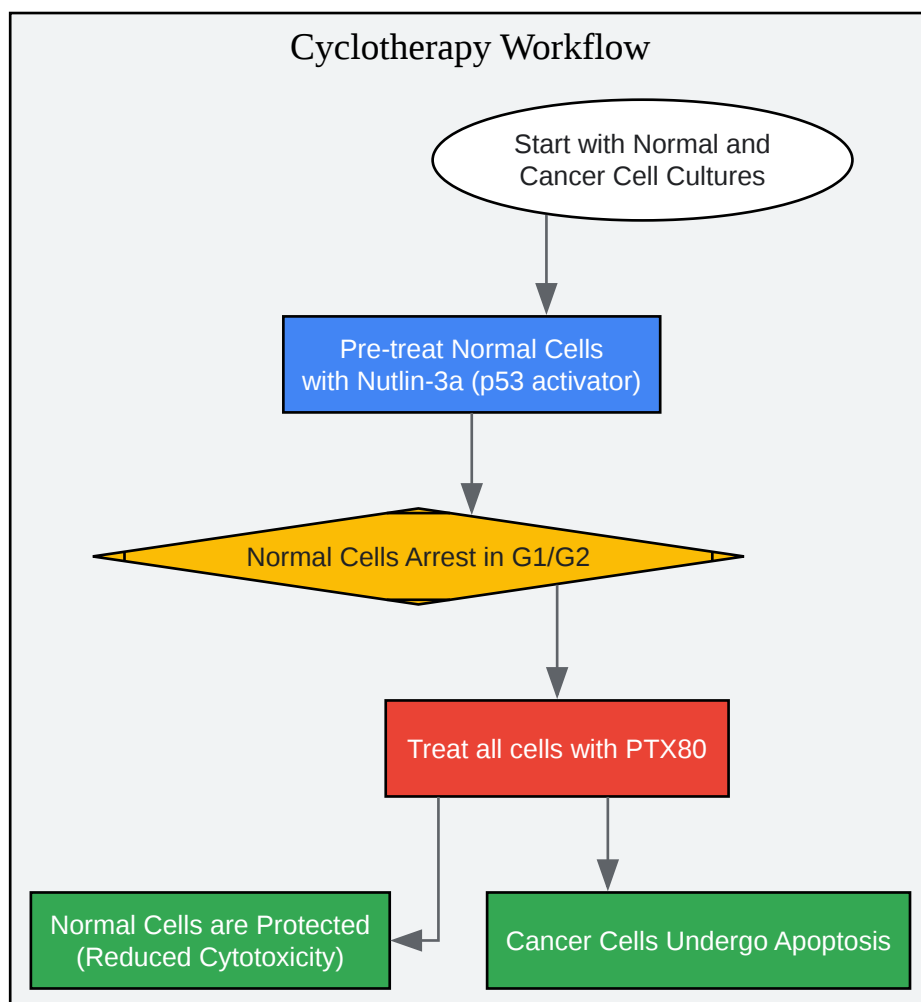 Cyclotherapy Workflow
Start with Normal and
Cancer Cell Cultures
Pre-treat Normal Cells
with Nutlin-3a (p53 activator)
Normal Cells Arrest in G1/G2
Treat all cells with PTX80
Normal Cells are Protected
(Reduced Cytotoxicity)
Cancer Cells Undergo Apoptosis